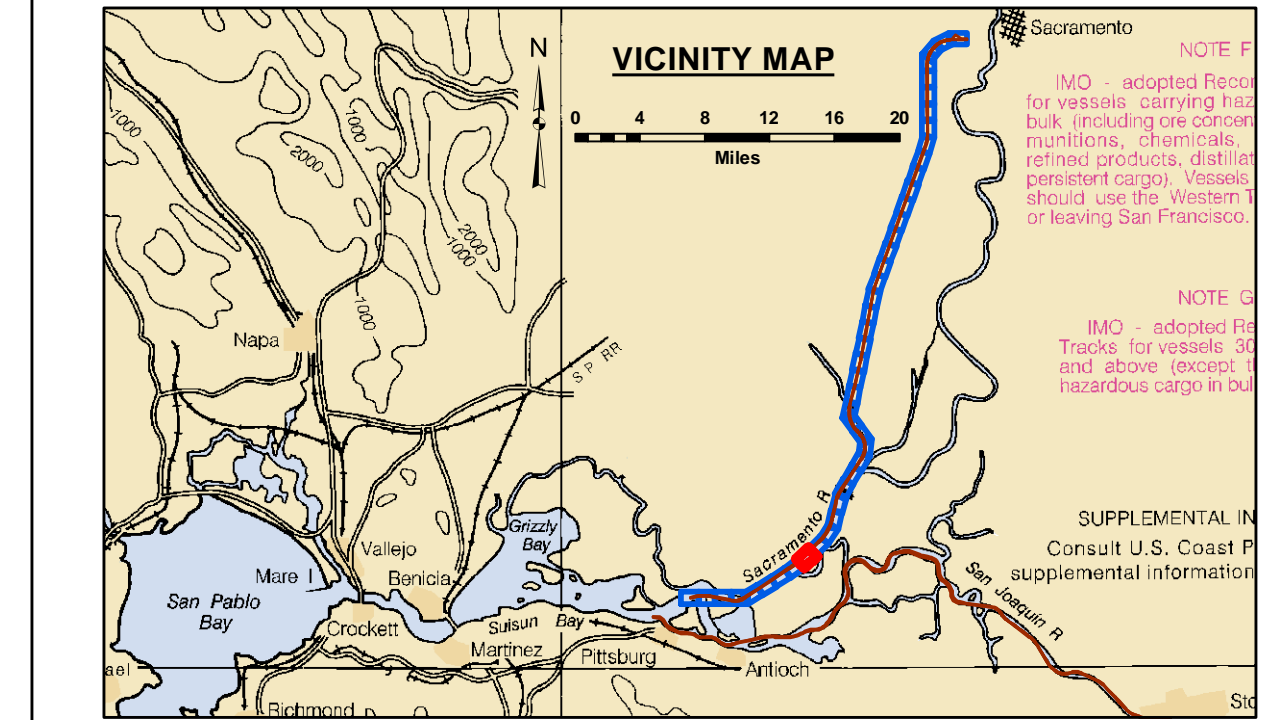 Sacramento
N
VICINITY MAP
0 4 8 12 16 20
Miles
NOTE F
IMO - adopted Recor
for vessels carrying haz
bulk (including ore concen
munitions, chemicals,
refined products, distillat
persistent cargo). Vessels
should use the Western T
or leaving San Francisco.
1000
1000
2000
2000
1000
1000
NOTE G
IMO - adopted Re
Tracks for vessels 30
and above (except t
hazardous cargo in bul
Napa
S P RR
Sacramento R
Grizzly
Bay
SUPPLEMENTAL IN
Consult U.S. Coast P
supplemental information
Vallejo
Mare I
Benicia
San Pablo
Bay
San Joaquin R
Crockett
Suisun Bay
Martinez
Pittsburg
Antioch
ael
Richmond
Sto